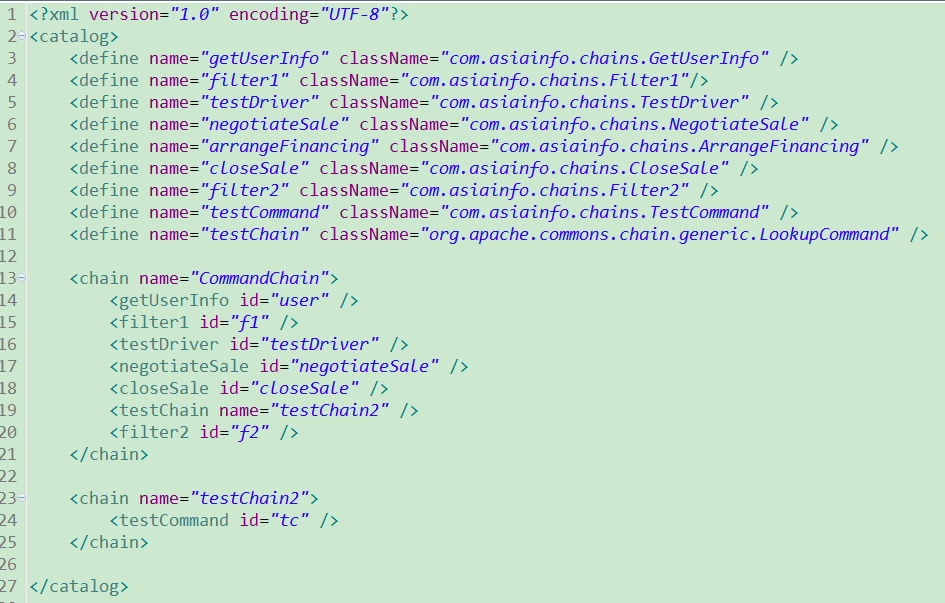 1 <?xml version="1.0" encoding="UTF-8"?>
2 <catalog>
3 <define name="getUserInfo" className="com.asiainfo.chains.GetUserInfo" />
4 <define name="filter1" className="com.asiainfo.chains.Filter1"/>
5 <define name="testDriver" className="com.asiainfo.chains.TestDriver" />
6 <define name="negotiateSale" className="com.asiainfo.chains.NegotiateSale" />
7 <define name="arrangeFinancing" className="com.asiainfo.chains.ArrangeFinancing" />
8 <define name="closeSale" className="com.asiainfo.chains.CloseSale" />
9 <define name="filter2" className="com.asiainfo.chains.Filter2" />
10 <define name="testCommand" className="com.asiainfo.chains.TestCommand" />
11 <define name="testChain" className="org.apache.commons.chain.generic.LookupCommand" />
12
13 <chain name="CommandChain">
14 <getUserInfo id="user" />
15 <filter1 id="f1" />
16 <testDriver id="testDriver" />
17 <negotiateSale id="negotiateSale" />
18 <closeSale id="closeSale" />
19 <testChain name="testChain2" />
20 <filter2 id="f2" />
21 </chain>
22
23 <chain name="testChain2">
24 <testCommand id="tc" />
25 </chain>
26
27 </catalog>